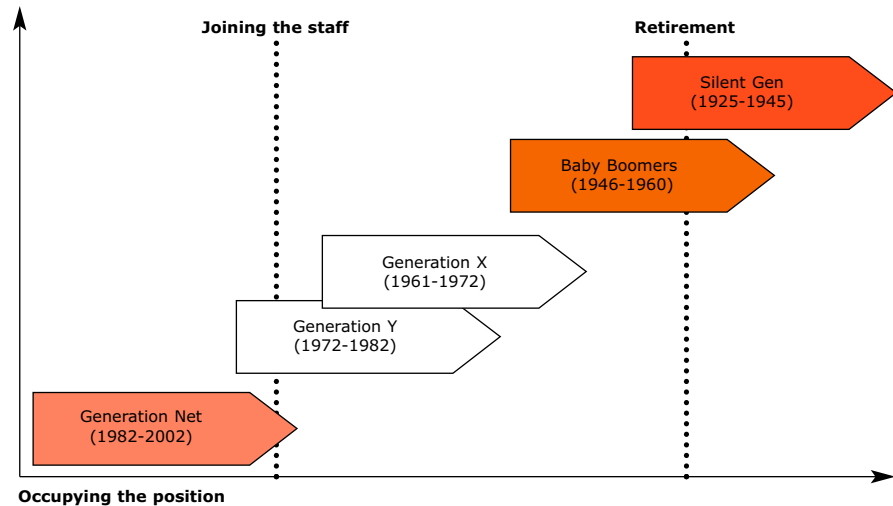 Joining the staff
Retirement
Silent Gen
(1925-1945)
Baby Boomers
(1946-1960)
Generation X
(1961-1972)
Generation Y
(1972-1982)
Generation Net
(1982-2002)
Occupying the position